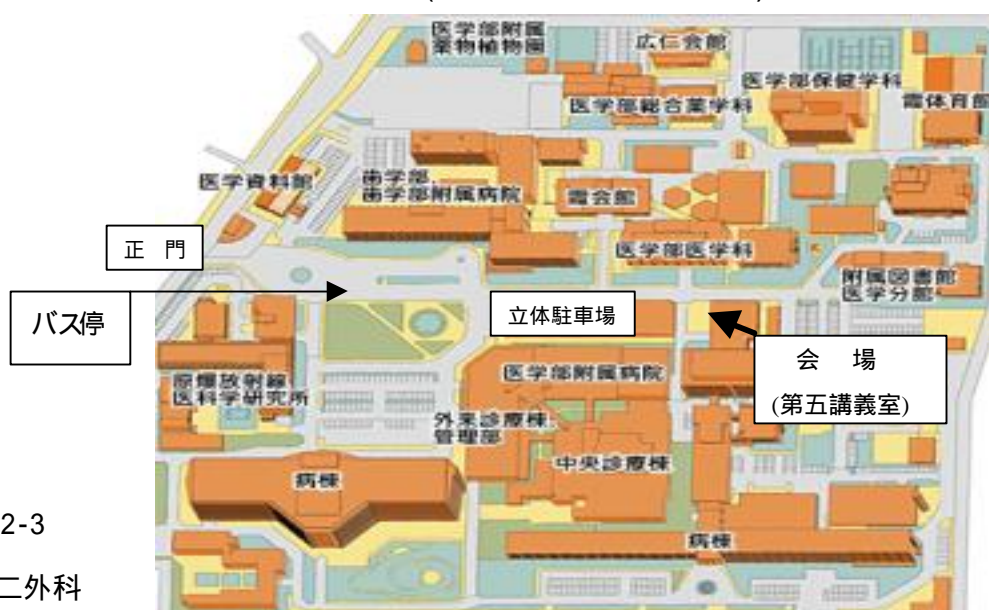 医学部附属
薬物植物園
広仁会館
医学部保健学科
医学部総合薬学科
霞体育館
医学資料館
歯学部、
歯学部附属病院
霞会館
正 門
医学部医学科
附属図書館
医学分館
バス停
立体駐車場
会 場
(第五講義室)
医学部附属病院
原爆放射線
医科学研究所
外来診療棟、
管理部
中央診療棟
病棟
2-3
病棟
二外科